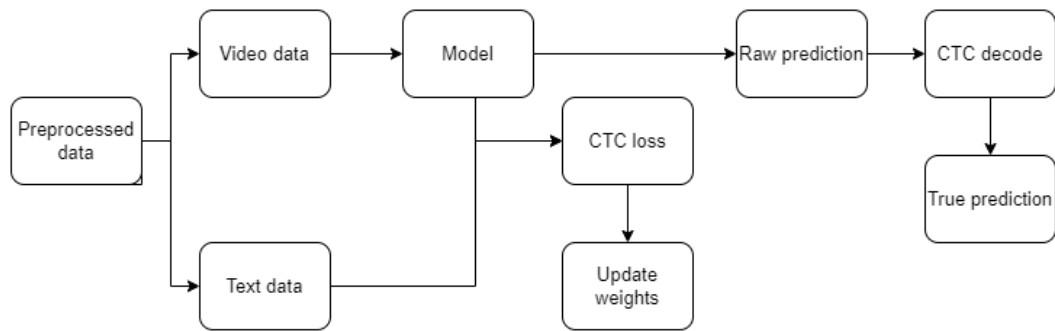 Video data
Model
Raw prediction
CTC decode
Preprocessed
data
CTC loss
True prediction
Text data
Update
weights